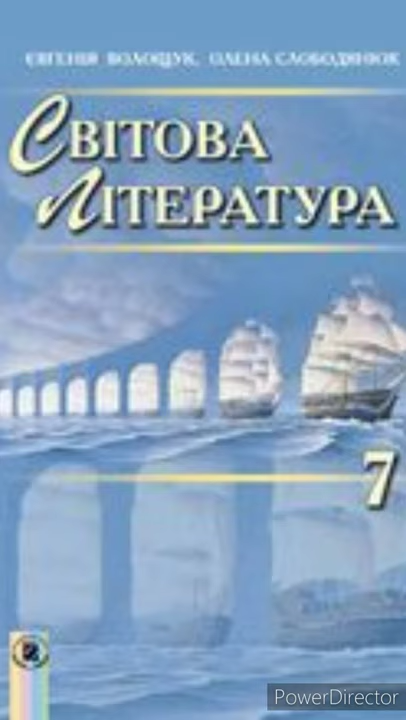 ЄВГЕНІЯ ВОЛОЩУК, ОЛЕНА СЛОБОДЯНЮК
СВІТОВА
ЛІТЕРАТУРА
7
PowerDirector